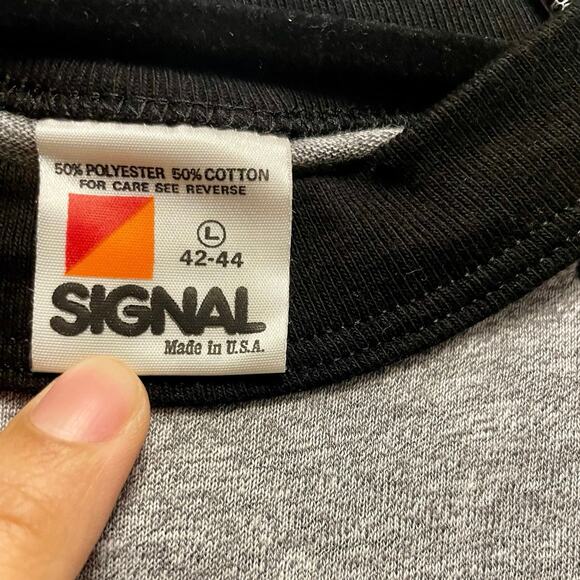 50% POLYESTER 50% COTTON
FOR CARE SEE REVERSE
L
42-44
SIGNAL
Made in U.S.A.